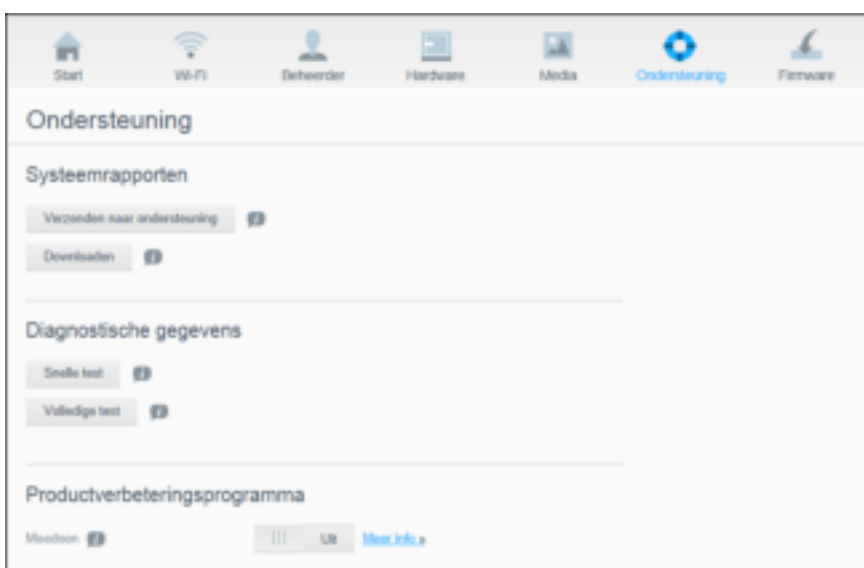 Start Wi-Fi Beheerder Hardware Media Ondersteuning Firmware
Ondersteuning
Systeemrapporten
Verzenden naar ondersteuning
Downloaden
Diagnostische gegevens
Snelle test
Volledige test
Productverbeteringsprogramma
Meedoen Uit Meer info »